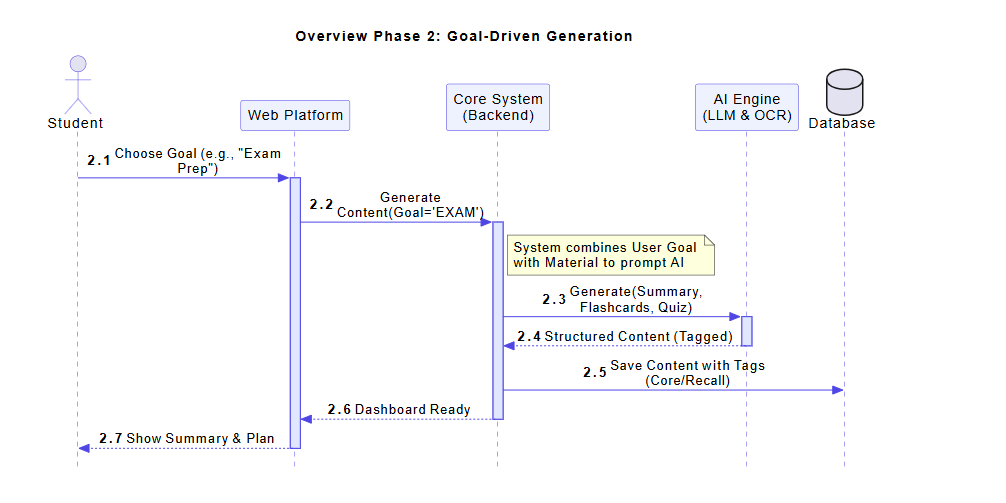 Overview Phase 2: Goal-Driven Generation
Student
Web Platform
Core System
(Backend)
AI Engine
(LLM & OCR)
Database
2.1 Choose Goal (e.g., "Exam
Prep")
2.2 Generate
Content(Goal='EXAM')
System combines User Goal
with Material to prompt AI
2.3 Generate(Summary,
Flashcards, Quiz)
2.4 Structured Content (Tagged)
2.5 Save Content with Tags
(Core/Recall)
2.6 Dashboard Ready
2.7 Show Summary & Plan